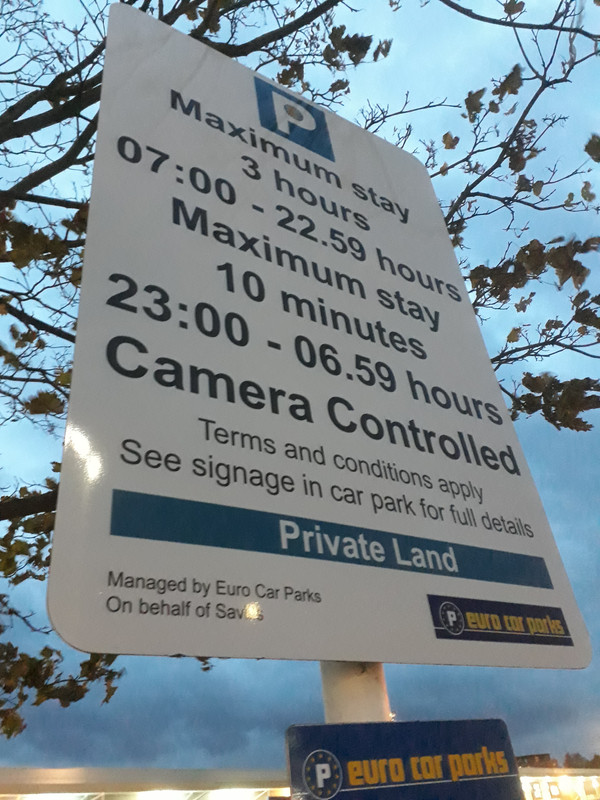 P
Maximum stay
3 hours
07:00 - 22.59 hours
Maximum stay
10 minutes
23:00 - 06.59 hours
Camera Controlled
Terms and conditions apply
See signage in car park for full details
Private Land
Managed by Euro Car Parks
On behalf of
P euro car parks
P euro car parks